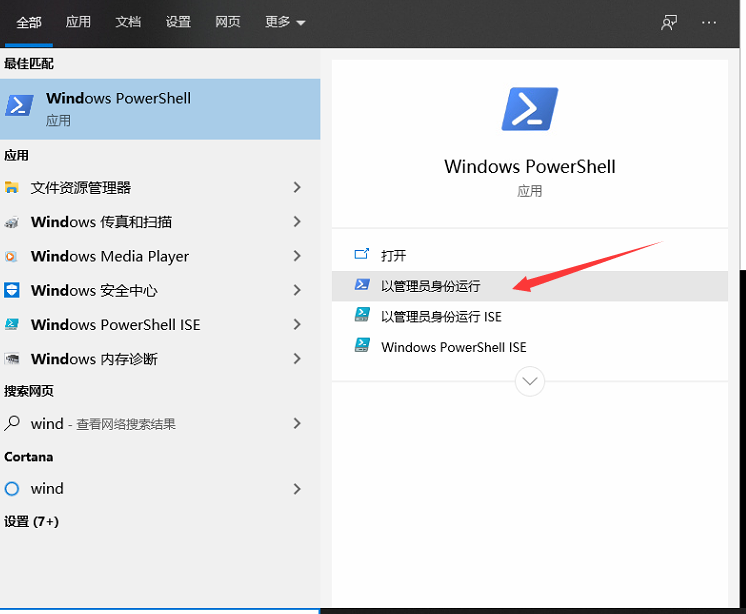 全部 应用 文档 设置 网页 更多
最佳匹配
Windows PowerShell
应用
应用
文件资源管理器
Windows 传真和扫描
Windows Media Player
Windows 安全中心
Windows PowerShell ISE
Windows 内存诊断
搜索网页
wind - 查看网络搜索结果
Cortana
wind
设置 (7+)
Windows PowerShell
应用
打开
以管理员身份运行
以管理员身份运行 ISE
Windows PowerShell ISE